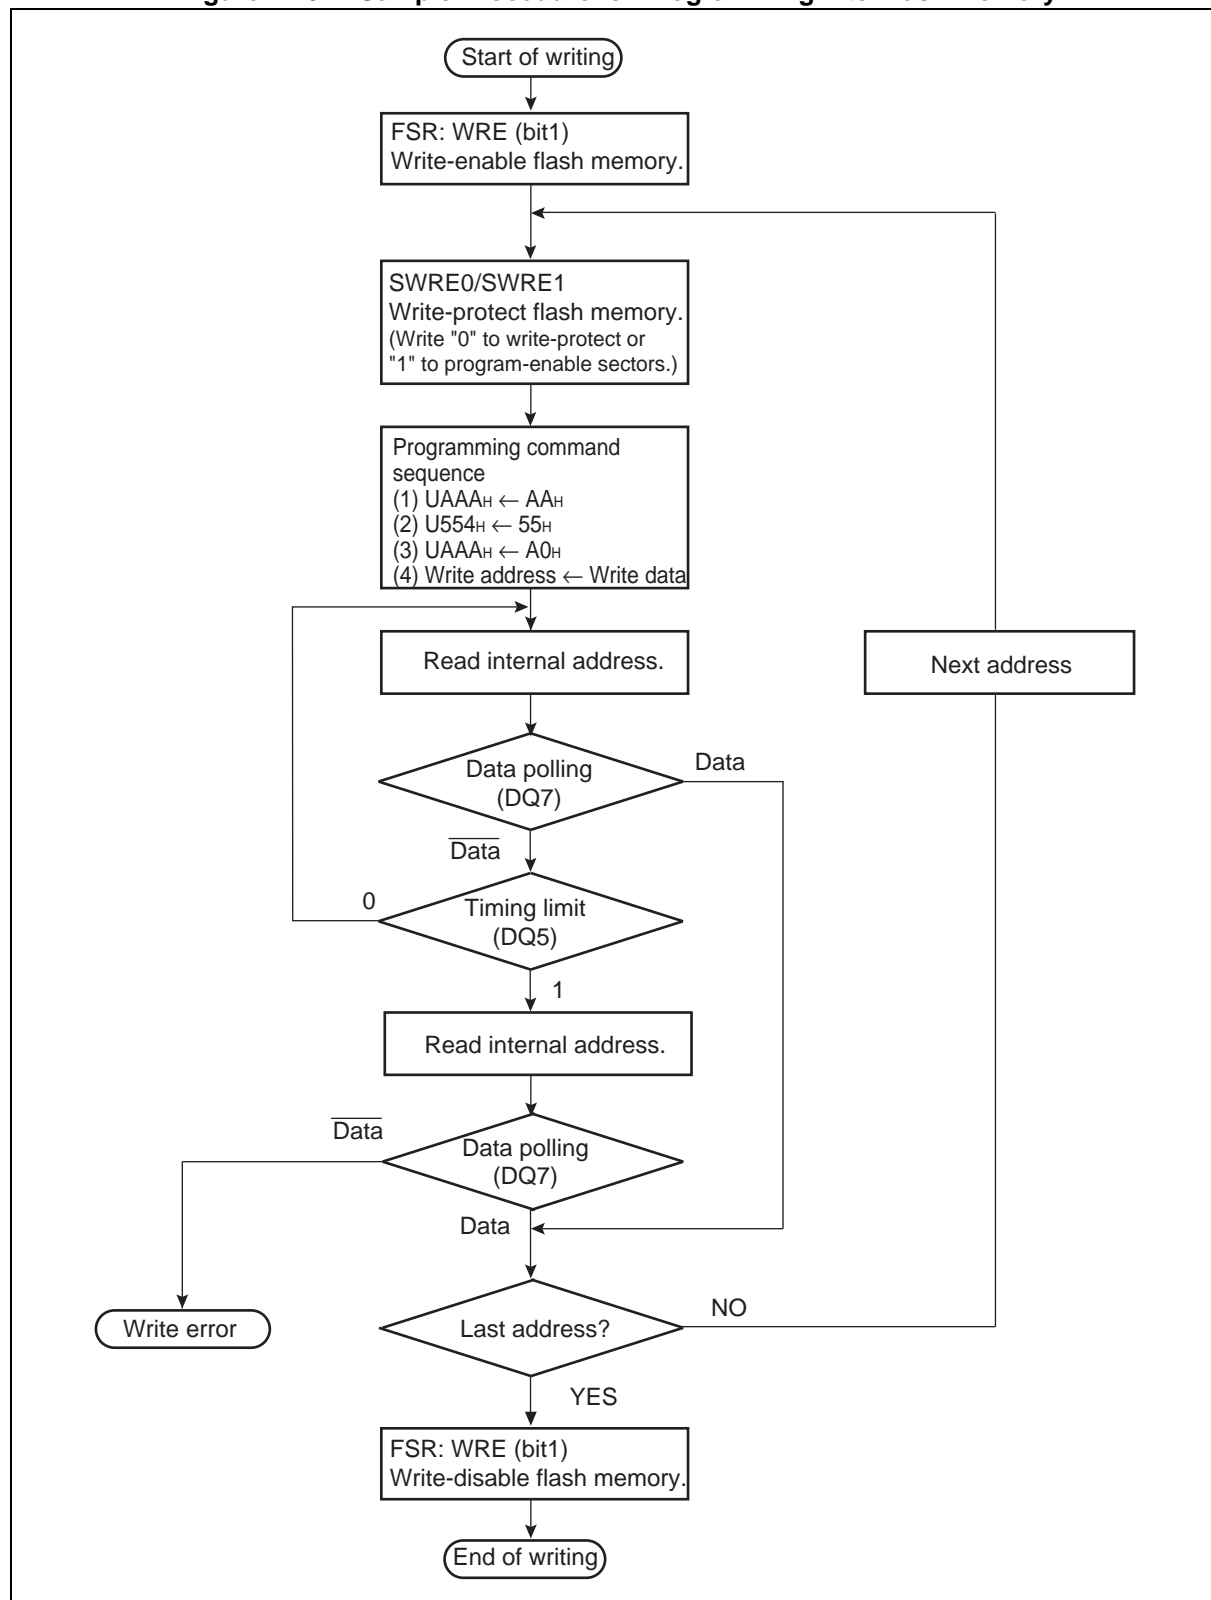 Start of writing
FSR: WRE (bit1)
Write-enable flash memory.
SWRE0/SWRE1
Write-protect flash memory.
(Write "0" to write-protect or
"1" to program-enable sectors.)
Programming command
sequence
(1) UAAAH ← AAH
(2) U554H ← 55H
(3) UAAAH ← A0H
(4) Write address ← Write data
Read internal address.
Next address
Data polling
(DQ7)
Data
Data
Timing limit
(DQ5)
0
1
Read internal address.
Data
Data polling
(DQ7)
Data
Write error
Last address?
NO
YES
FSR: WRE (bit1)
Write-disable flash memory.
End of writing